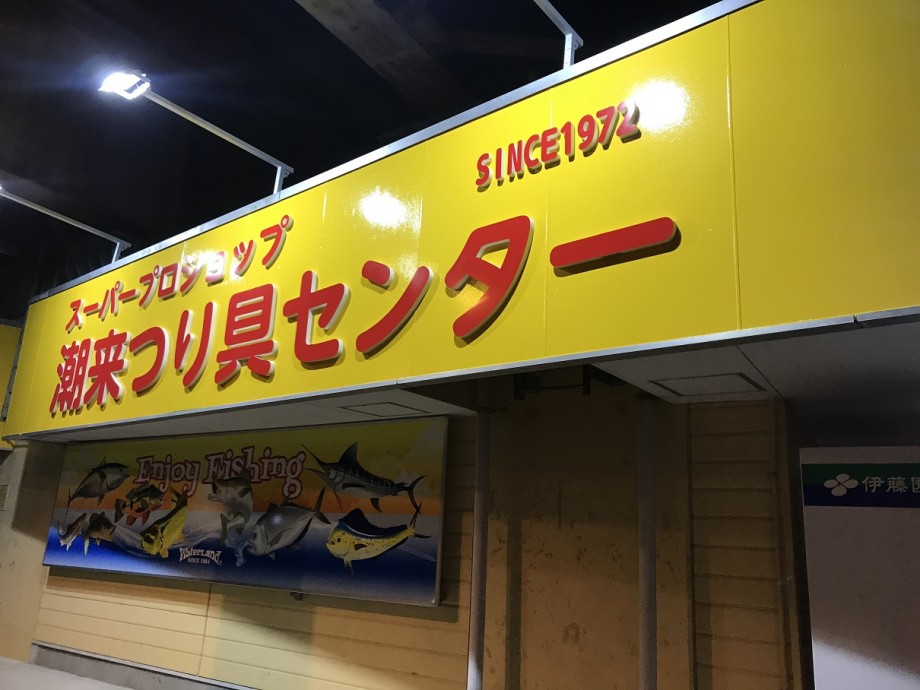 SINCE1972
スーパープロショップ
潮来つり具センター
Enjoy Fishing
WATERLAND
伊藤園